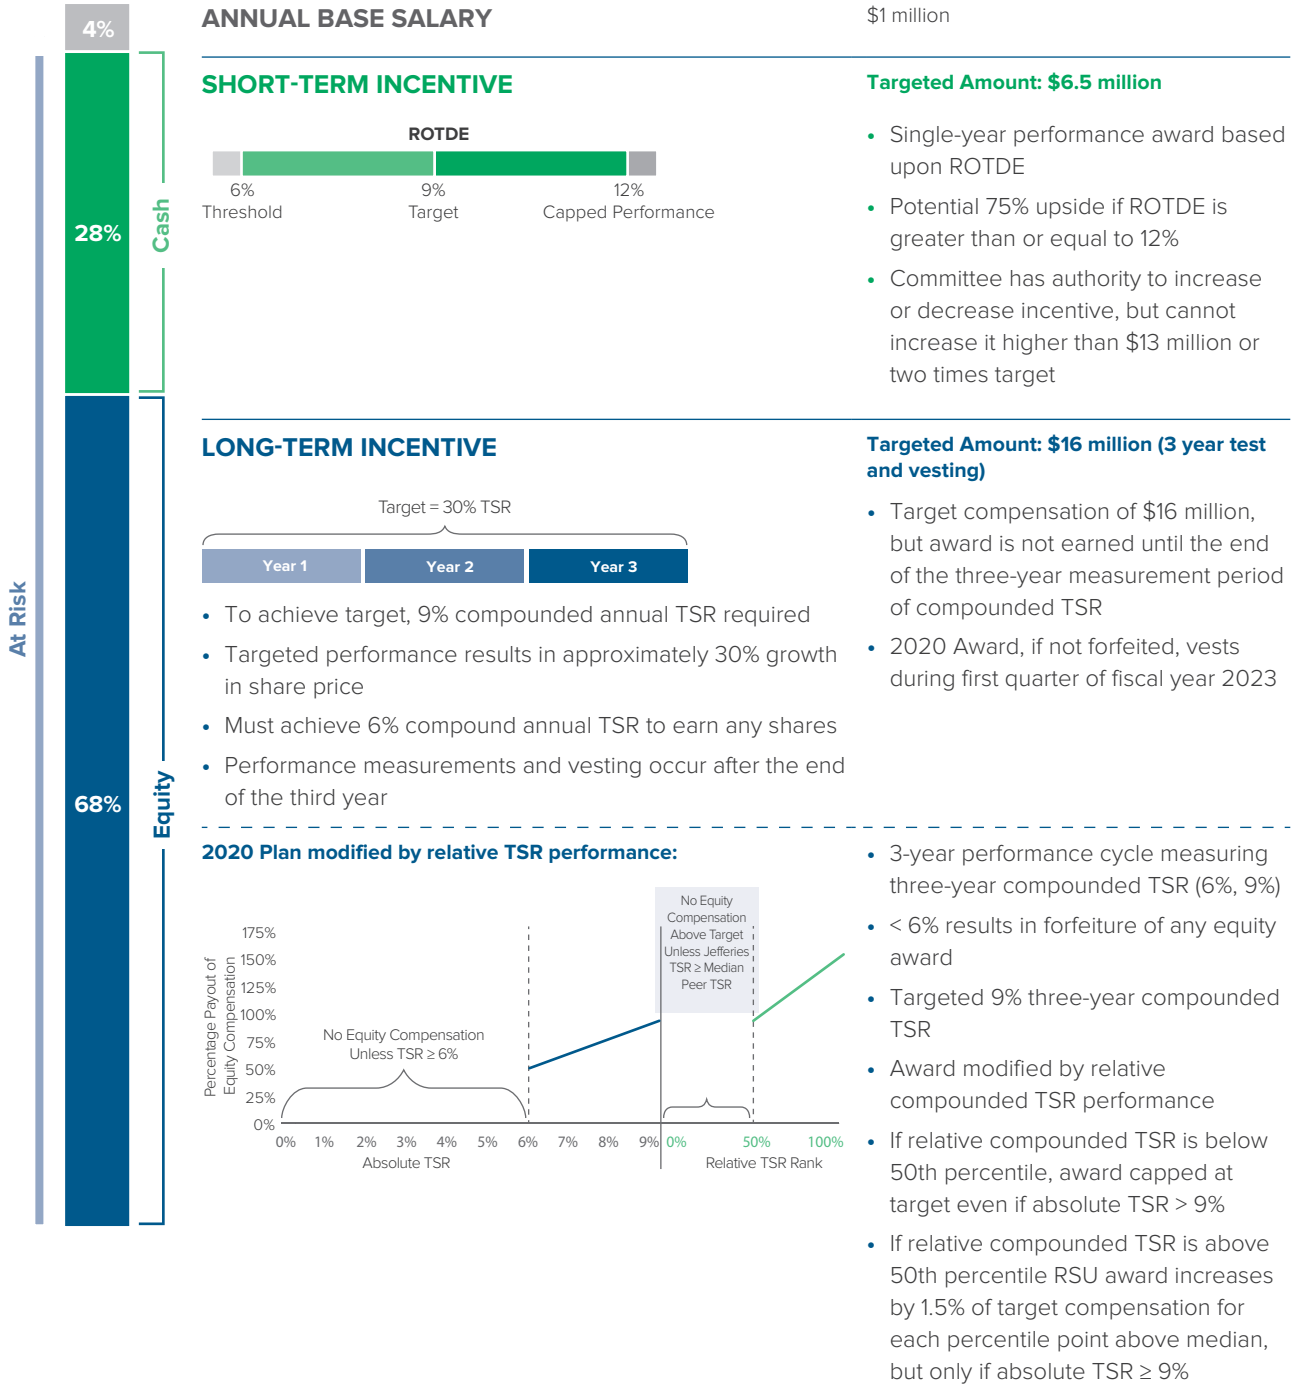 4%
ANNUAL BASE SALARY
$1 million
At Risk
28%
Cash
SHORT-TERM INCENTIVE
ROTDE
6%
Threshold
9%
Target
12%
Capped Performance
Targeted Amount: $6.5 million
• Single-year performance award based
upon ROTDE
• Potential 75% upside if ROTDE is
greater than or equal to 12%
• Committee has authority to increase
or decrease incentive, but cannot
increase it higher than $13 million or
two times target
68%
Equity
LONG-TERM INCENTIVE
Target = 30% TSR
Year 1
Year 2
Year 3
• To achieve target, 9% compounded annual TSR required
• Targeted performance results in approximately 30% growth
in share price
• Must achieve 6% compound annual TSR to earn any shares
• Performance measurements and vesting occur after the end
of the third year
Targeted Amount: $16 million (3 year test
and vesting)
• Target compensation of $16 million,
but award is not earned until the end
of the three-year measurement period
of compounded TSR
• 2020 Award, if not forfeited, vests
during first quarter of fiscal year 2023
2020 Plan modified by relative TSR performance:
Percentage Payout of
Equity Compensation
175%
150%
125%
100%
75%
50%
25%
0%
No Equity Compensation
Unless TSR ≥ 6%
No Equity
Compensation
Above Target
Unless Jefferies
TSR ≥ Median
Peer TSR
0% 1% 2% 3% 4% 5% 6% 7% 8% 9% 0% 50% 100%
Absolute TSR
Relative TSR Rank
• 3-year performance cycle measuring
three-year compounded TSR (6%, 9%)
• < 6% results in forfeiture of any equity
award
• Targeted 9% three-year compounded
TSR
• Award modified by relative
compounded TSR performance
• If relative compounded TSR is below
50th percentile, award capped at
target even if absolute TSR > 9%
• If relative compounded TSR is above
50th percentile RSU award increases
by 1.5% of target compensation for
each percentile point above median,
but only if absolute TSR ≥ 9%